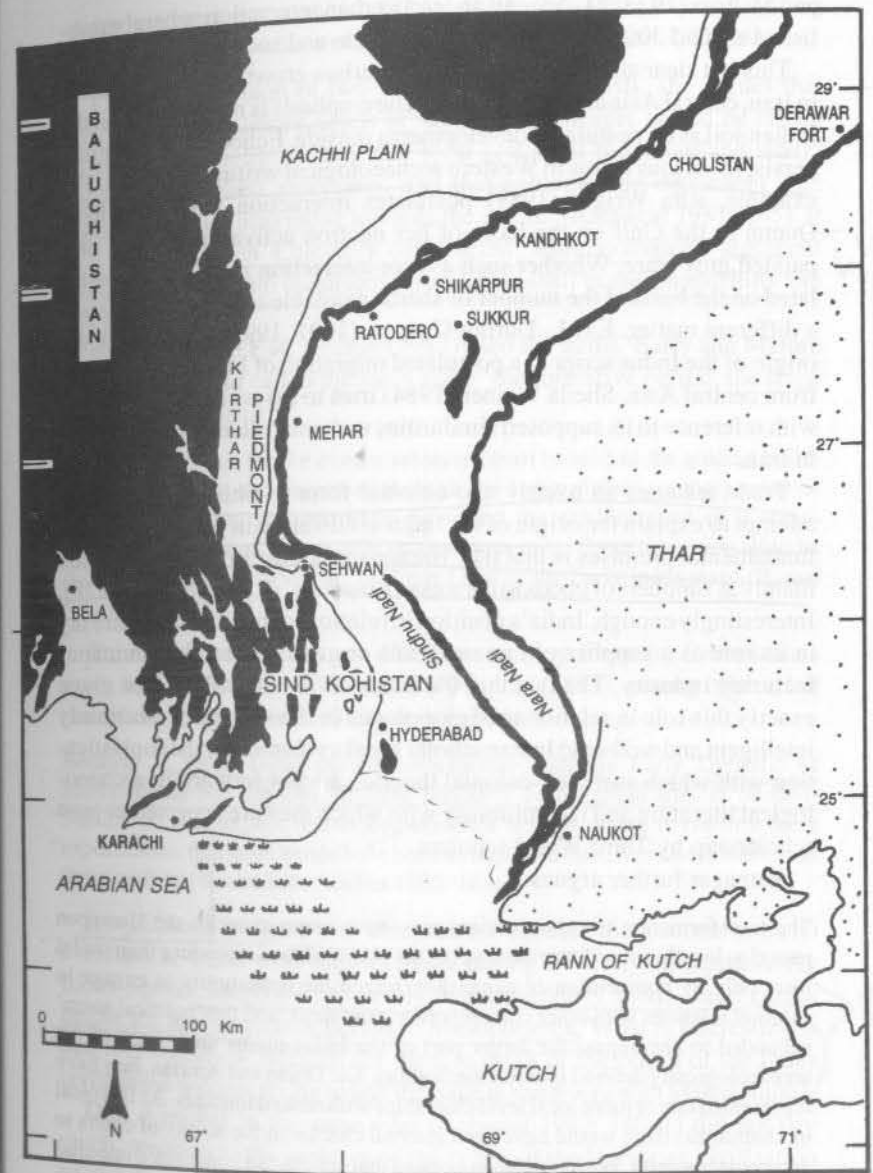 29°
DERAWAR
FORT
BALUCHISTAN
KACHHI PLAIN
CHOLISTAN
KANDHKOT
SHIKARPUR
SUKKUR
RATODERO
KIRTHAR
PIEDMONT
MEHAR
27°
THAR
SEHWAN
BELA
Sindhu Nadi
Nara Nadi
SIND KOHISTAN
HYDERABAD
25°
NAUKOT
KARACHI
ARABIAN SEA
RANN OF KUTCH
0 100 Km
KUTCH
N
67° 69° 71°